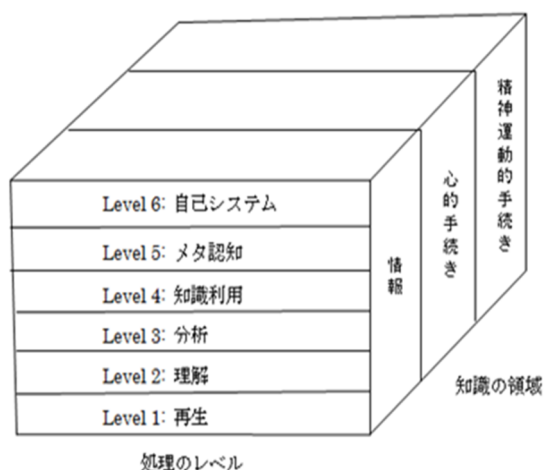 Level 6: 自己システム
Level 5: メタ認知
Level 4: 知識利用
Level 3: 分析
Level 2: 理解
Level 1: 再生
処理のレベル
情報
心的手続き
精神運動的手続き
知識の領域